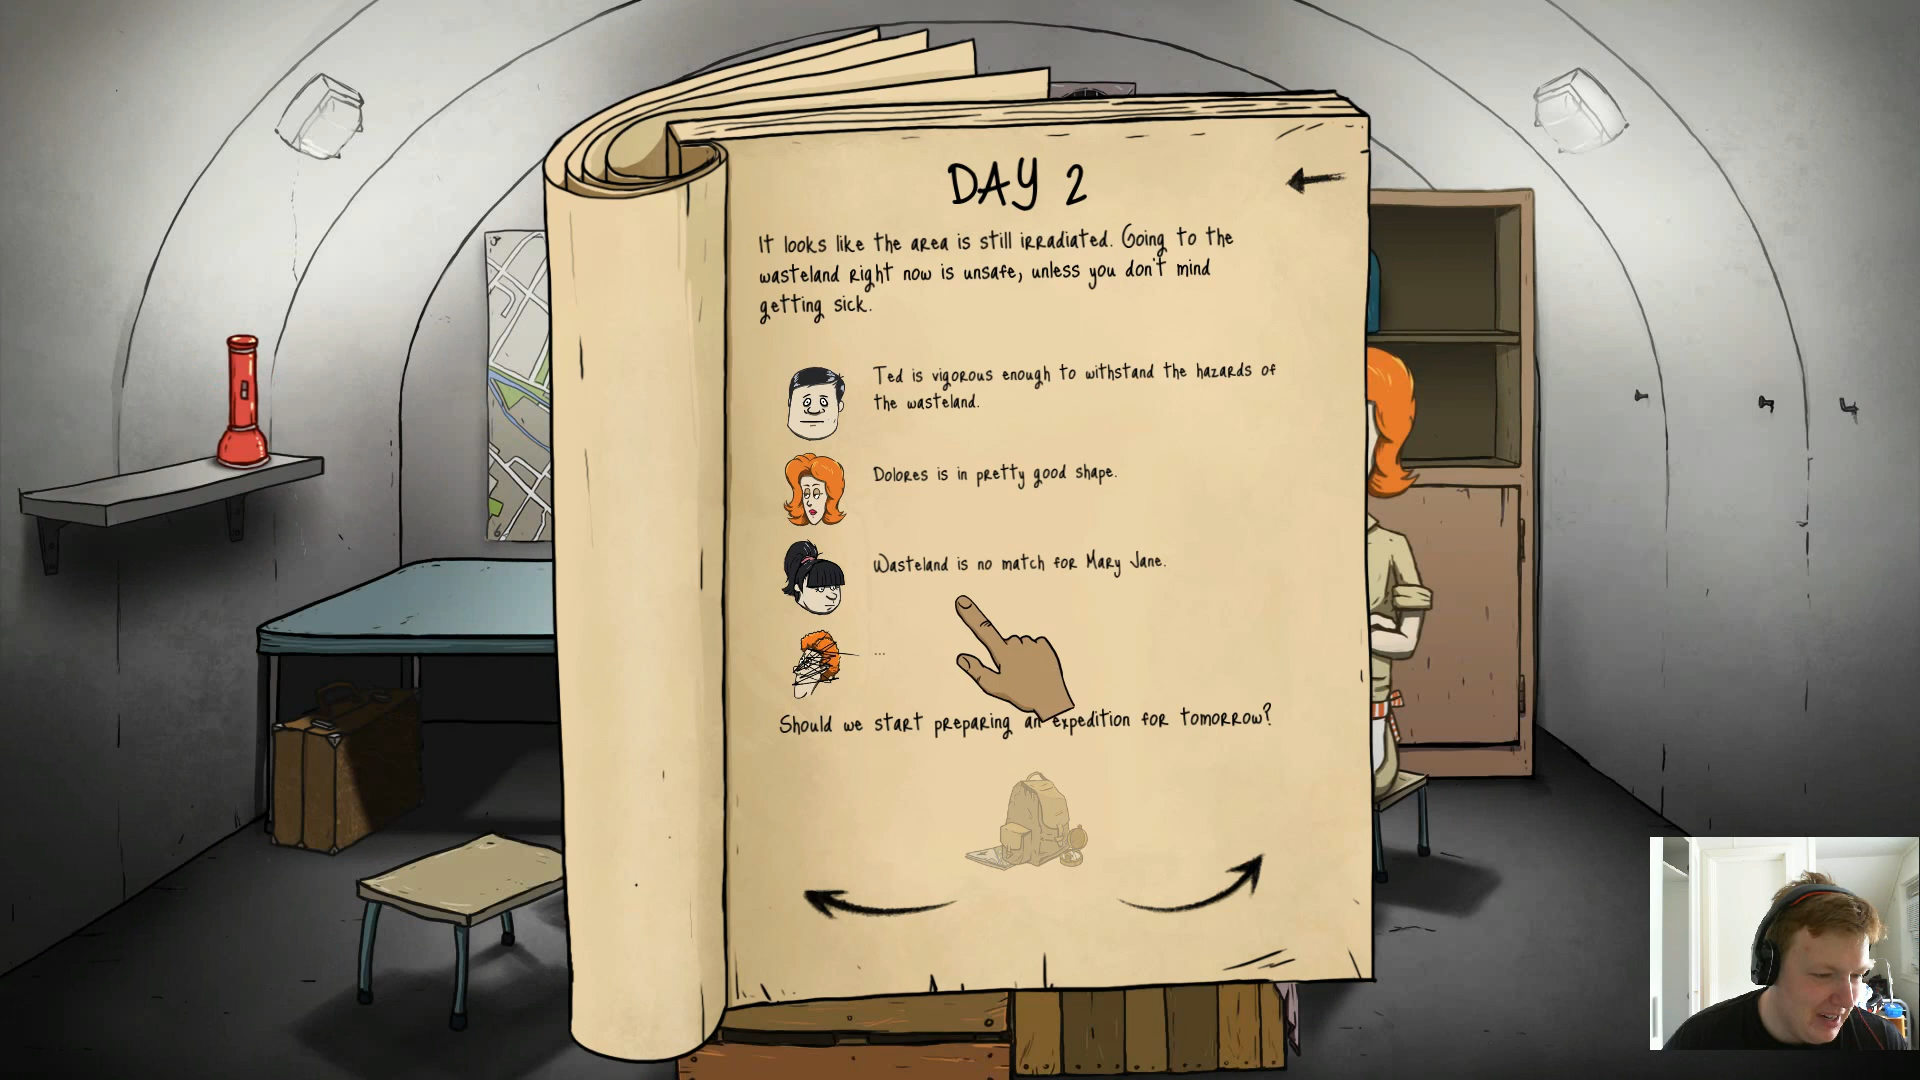 DAY 2
It looks like the area is still irradiated. Going to the
wasteland right now is unsafe, unless you don't mind
getting sick.
Ted is vigorous enough to withstand the hazards of
the wasteland.
Dolores is in pretty good shape.
Wasteland is no match for Mary Jane.
...
Should we start preparing an expedition for tomorrow?